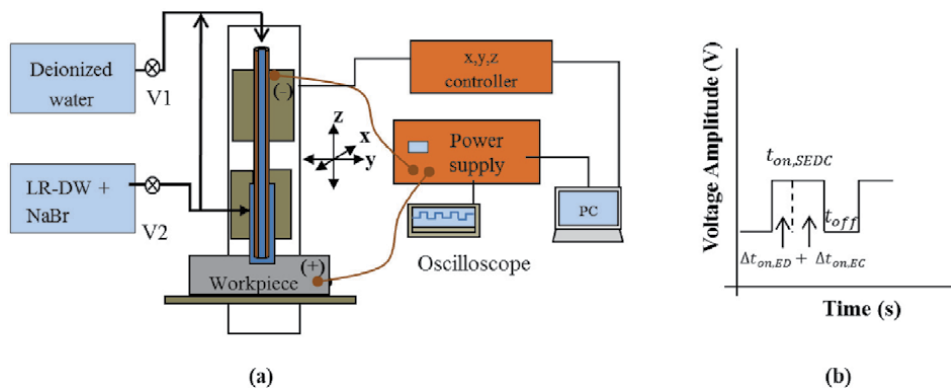 Deionized
water
V1
LR-DW +
NaBr
V2
(–)
z
x
y
(+)
Workpiece
x,y,z
controller
Power
supply
PC
Oscilloscope
(a)
Voltage Amplitude (V)
t_on,SEDC
t_off
Δt_on,ED + Δt_on,EC
Time (s)
(b)